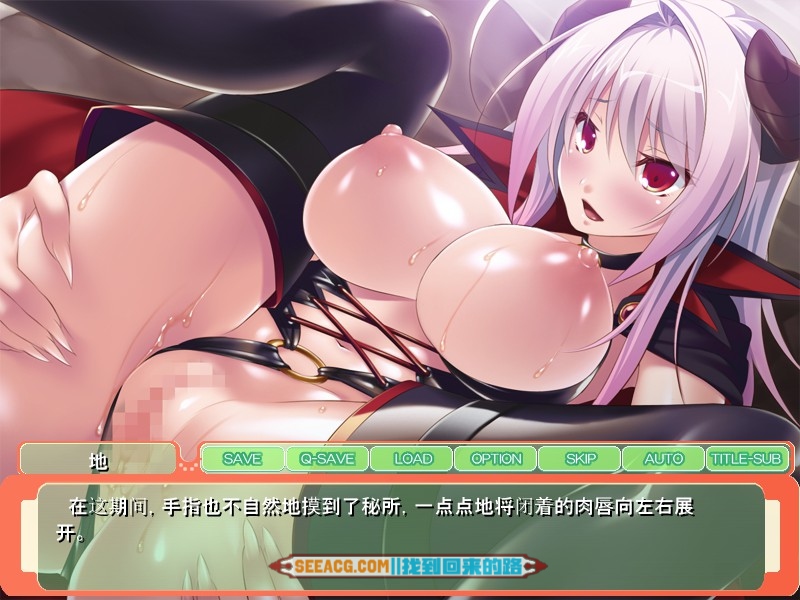 地
SAVE
Q-SAVE
LOAD
OPTION
SKIP
AUTO
TITLE-SUB
在这期间，手指也不自然地摸到了秘所，一点点地将闭着的肉唇向左右展
开。
SEEACG.COM||找到回来的路